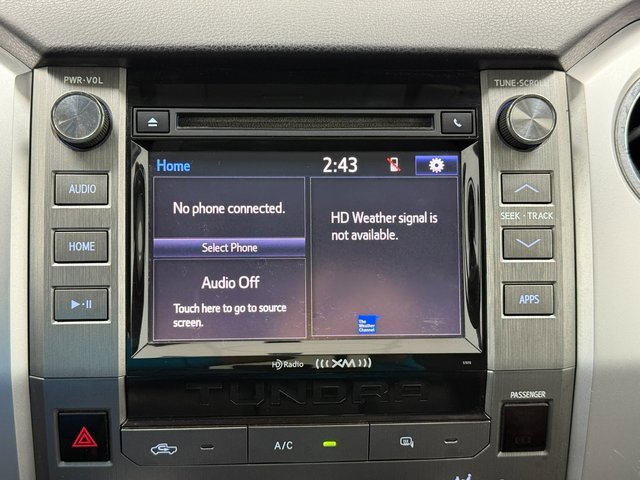 PWR·VOL
TUNE·SCROLL
AUDIO
HOME
SEEK · TRACK
APPS
Home
2:43
No phone connected.
Select Phone
Audio Off
Touch here to go to source
screen.
HD Weather signal is
not available.
The
Weather
Channel
HD Radio
(((XM)))
TUNDRA
PASSENGER
A/C